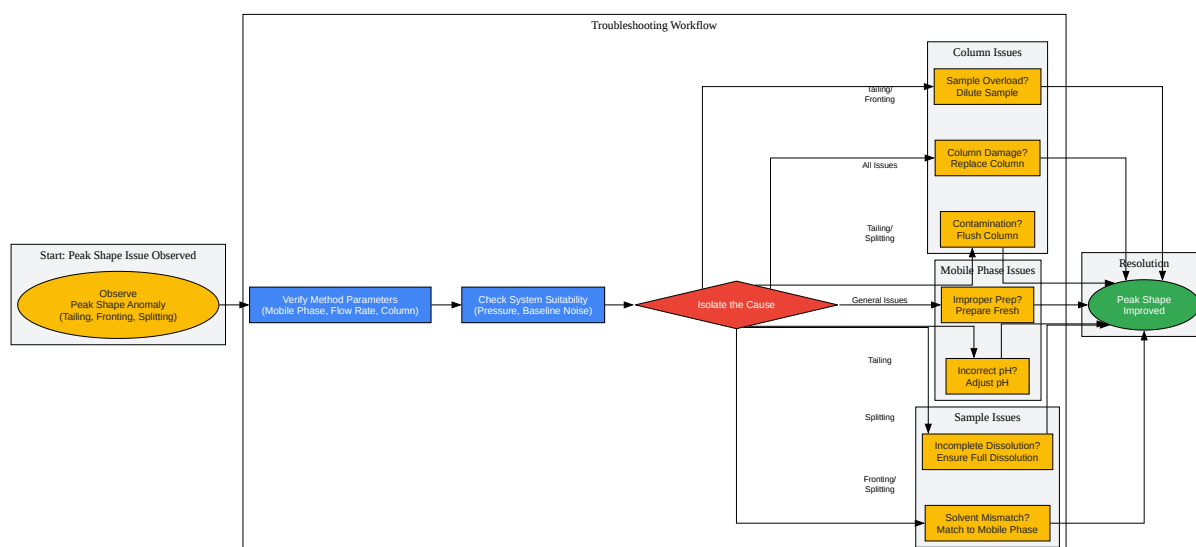 Troubleshooting Workflow
Start: Peak Shape Issue Observed
Observe
Peak Shape Anomaly
(Tailing, Fronting, Splitting)
Verify Method Parameters
(Mobile Phase, Flow Rate, Column)
Check System Suitability
(Pressure, Baseline Noise)
Isolate the Cause
Tailing/
Fronting
All Issues
Tailing/
Splitting
General Issues
Tailing
Splitting
Fronting/
Splitting
Column Issues
Sample Overload?
Dilute Sample
Column Damage?
Replace Column
Contamination?
Flush Column
Mobile Phase Issues
Improper Prep?
Prepare Fresh
Incorrect pH?
Adjust pH
Sample Issues
Incomplete Dissolution?
Ensure Full Dissolution
Solvent Mismatch?
Match to Mobile Phase
Resolution
Peak Shape
Improved